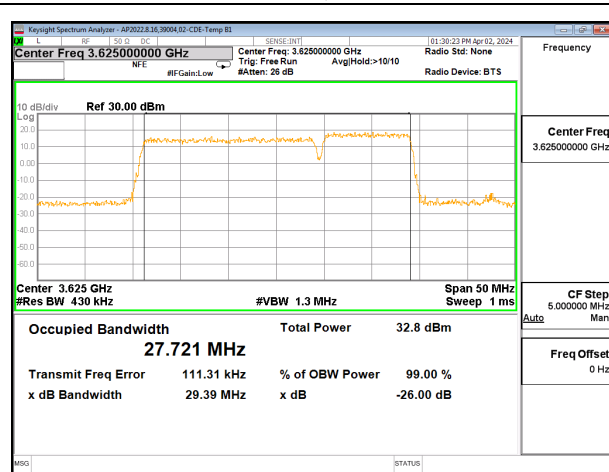 Keysight Spectrum Analyzer - AP2022.8.16,39004,02-CDE-Temp B1
LXI L RF 50 Ω DC SENSE:INT 01:30:23 PM Apr 02, 2024
Center Freq 3.625000000 GHz
NFE
#IFGain:Low
Center Freq: 3.625000000 GHz
Trig: Free Run Avg|Hold:>10/10
#Atten: 26 dB
Radio Std: None
Radio Device: BTS
Frequency
10 dB/div Ref 30.00 dBm
Log
20.0
10.0
0.00
-10.0
-20.0
-30.0
-40.0
-50.0
-60.0
Center Freq
3.625000000 GHz
Center 3.625 GHz Span 50 MHz
#Res BW 430 kHz #VBW 1.3 MHz Sweep 1 ms
CF Step
5.000000 MHz
Auto Man
Occupied Bandwidth Total Power 32.8 dBm
27.721 MHz
Transmit Freq Error 111.31 kHz % of OBW Power 99.00 %
x dB Bandwidth 29.39 MHz x dB -26.00 dB
Freq Offset
0 Hz
MSG STATUS